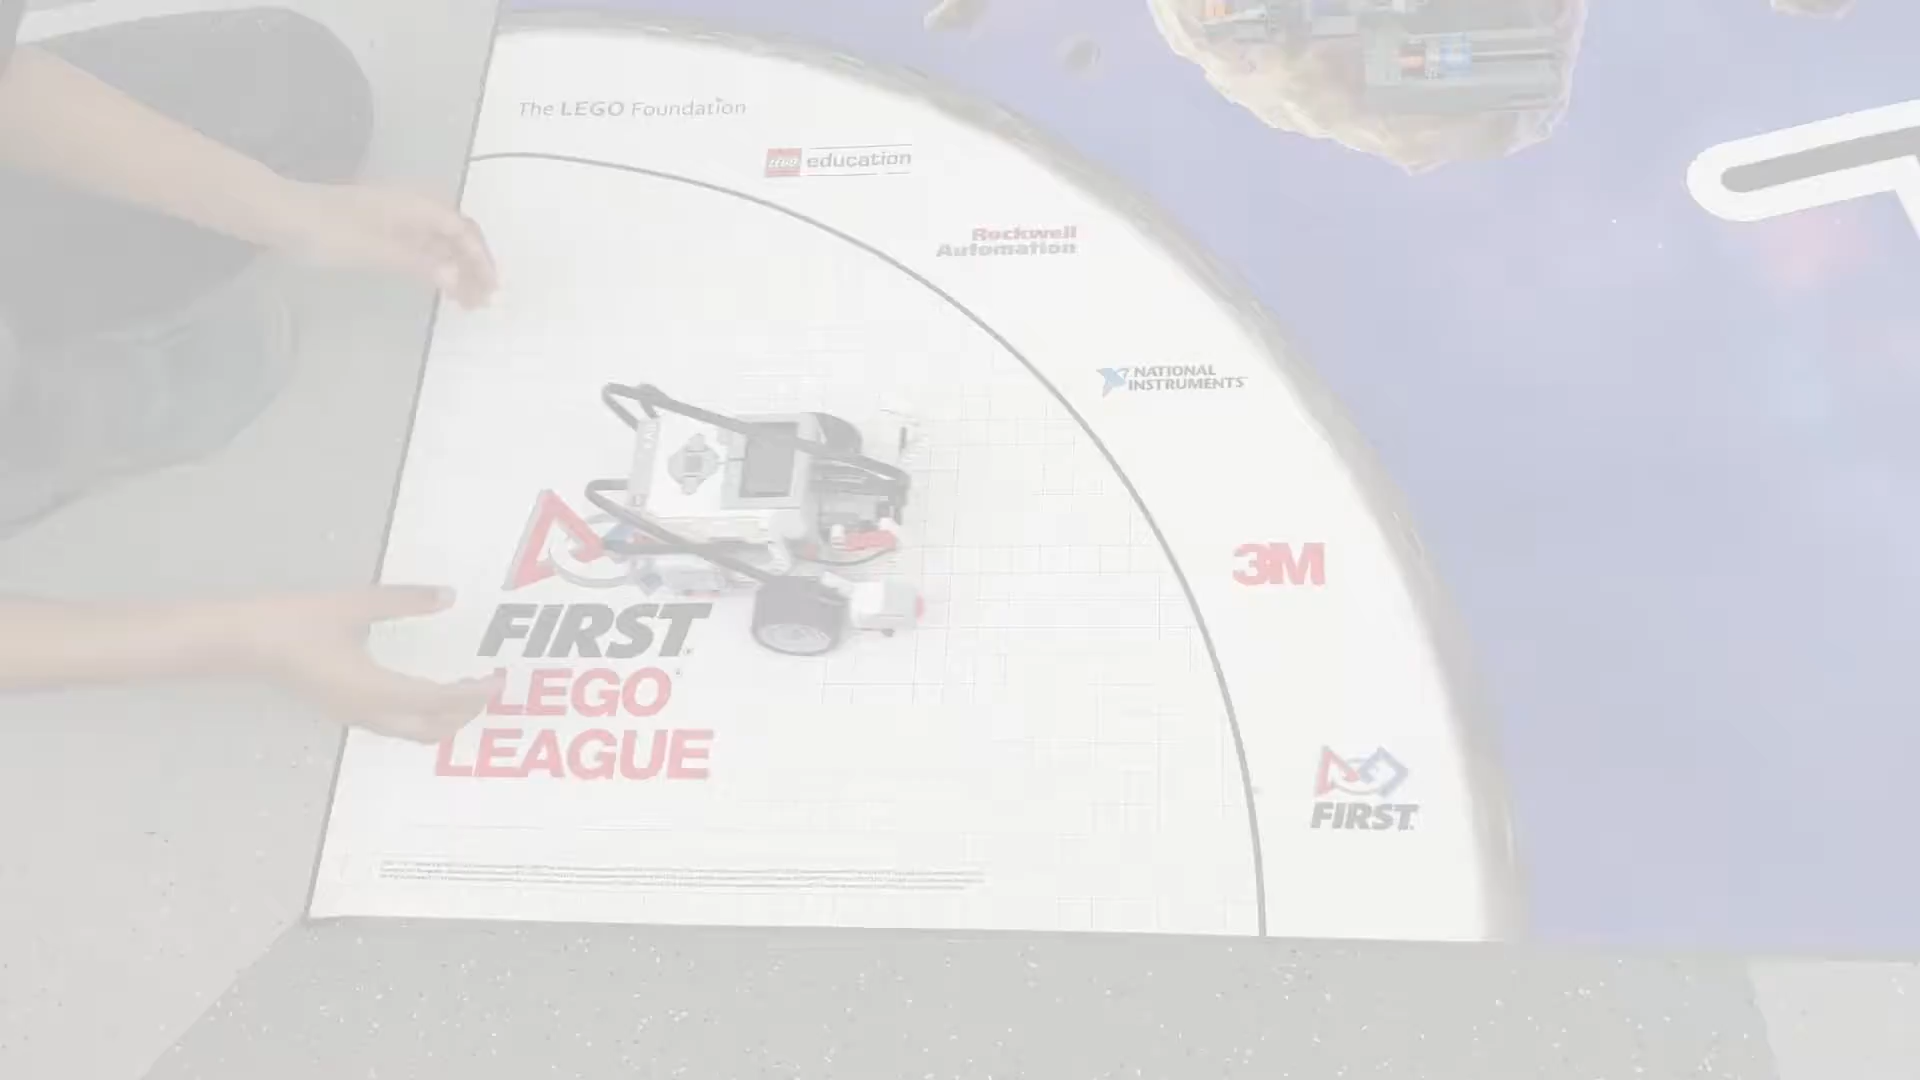 The LEGO Foundation
LEGO education
Rockwell
Automation
NATIONAL
INSTRUMENTS
3M
FIRST
LEGO
LEAGUE
FIRST